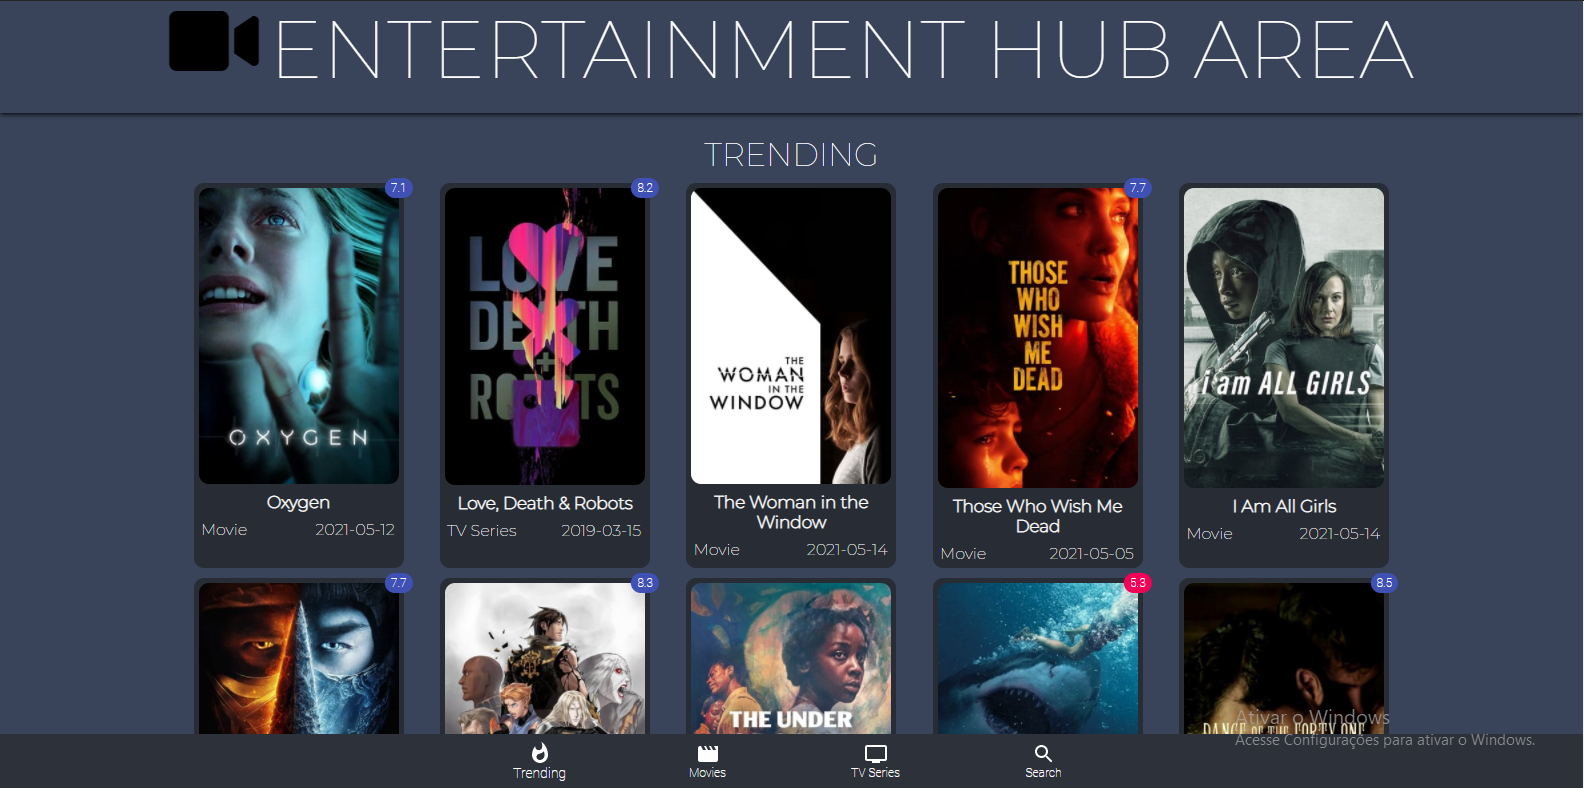 ENTERTAINMENT HUB AREA
TRENDING
7.1
8.2
7.7
OXYGEN
LOVE
DEATH
+
ROBOTS
THE
WOMAN
IN THE
WINDOW
THOSE
WHO
WISH
ME
DEAD
i am ALL GIRLS
Oxygen
Movie 2021-05-12
Love, Death & Robots
TV Series 2019-03-15
The Woman in the
Window
Movie 2021-05-14
Those Who Wish Me
Dead
Movie 2021-05-05
I Am All Girls
Movie 2021-05-14
7.7
8.3
5.3
8.5
THE UNDER
DANCE OF THE FORTY ONE
Ativar o Windows
Acesse Configurações para ativar o Windows.
Trending
Movies
TV Series
Search